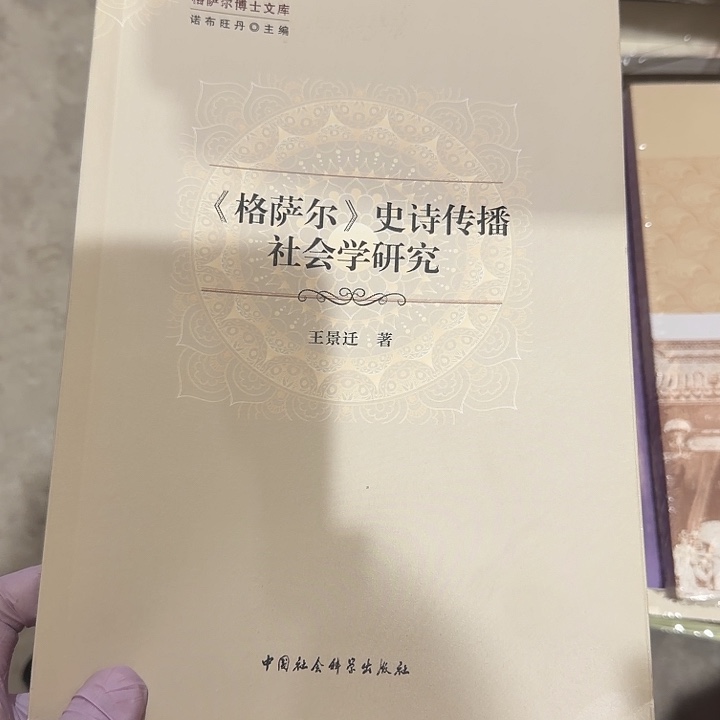 格萨尔博士文库
诺布旺丹◎主编
《格萨尔》史诗传播
社会学研究
王景迁 著
中国社会科学出版社